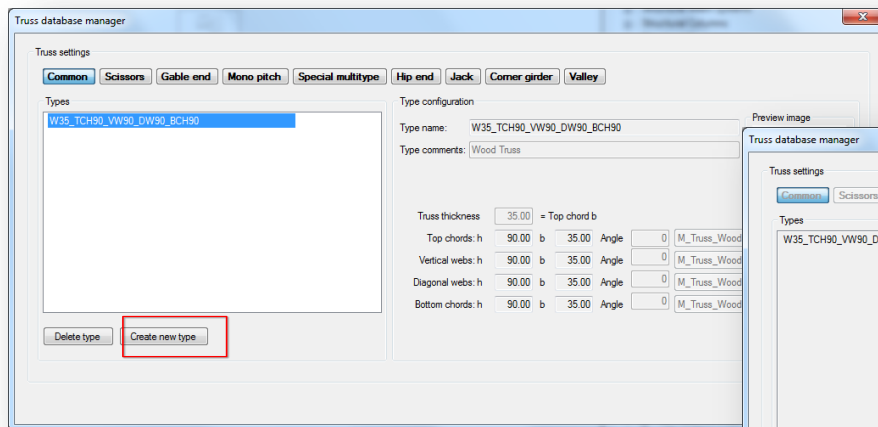 Truss database manager
Truss settings
Common Scissors Gable end Mono pitch Special multitype Hip end Jack Corner girder Valley
Types
W35_TCH90_VW90_DW90_BCH90
Delete type Create new type
Type configuration
Type name: W35_TCH90_VW90_DW90_BCH90
Type comments: Wood Truss
Truss thickness 35.00 = Top chord b
Top chords: h 90.00 b 35.00 Angle 0 M_Truss_Wood
Vertical webs: h 90.00 b 35.00 Angle 0 M_Truss_Wood
Diagonal webs: h 90.00 b 35.00 Angle 0 M_Truss_Wood
Bottom chords: h 90.00 b 35.00 Angle 0 M_Truss_Wood
Preview image
Truss database manager
Truss settings
Common Scissors
Types
W35_TCH90_VW90_D